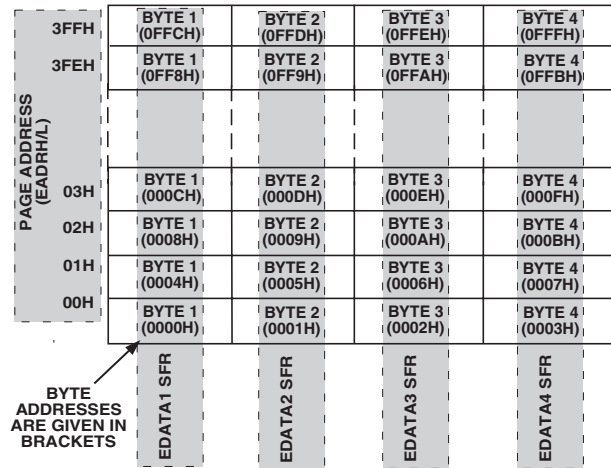 3FFH
BYTE 1 BYTE 2 BYTE 3 BYTE 4
(0FFCH) (0FFDH) (0FFEH) (0FFFH)
3FEH
BYTE 1 BYTE 2 BYTE 3 BYTE 4
(0FF8H) (0FF9H) (0FFAH) (0FFBH)
PAGE ADDRESS
(EADRH/L)
03H
BYTE 1 BYTE 2 BYTE 3 BYTE 4
(000CH) (000DH) (000EH) (000FH)
02H
BYTE 1 BYTE 2 BYTE 3 BYTE 4
(0008H) (0009H) (000AH) (000BH)
01H
BYTE 1 BYTE 2 BYTE 3 BYTE 4
(0004H) (0005H) (0006H) (0007H)
00H
BYTE 1 BYTE 2 BYTE 3 BYTE 4
(0000H) (0001H) (0002H) (0003H)
BYTE
ADDRESSES
ARE GIVEN IN
BRACKETS
EDATA1 SFR
EDATA2 SFR
EDATA3 SFR
EDATA4 SFR